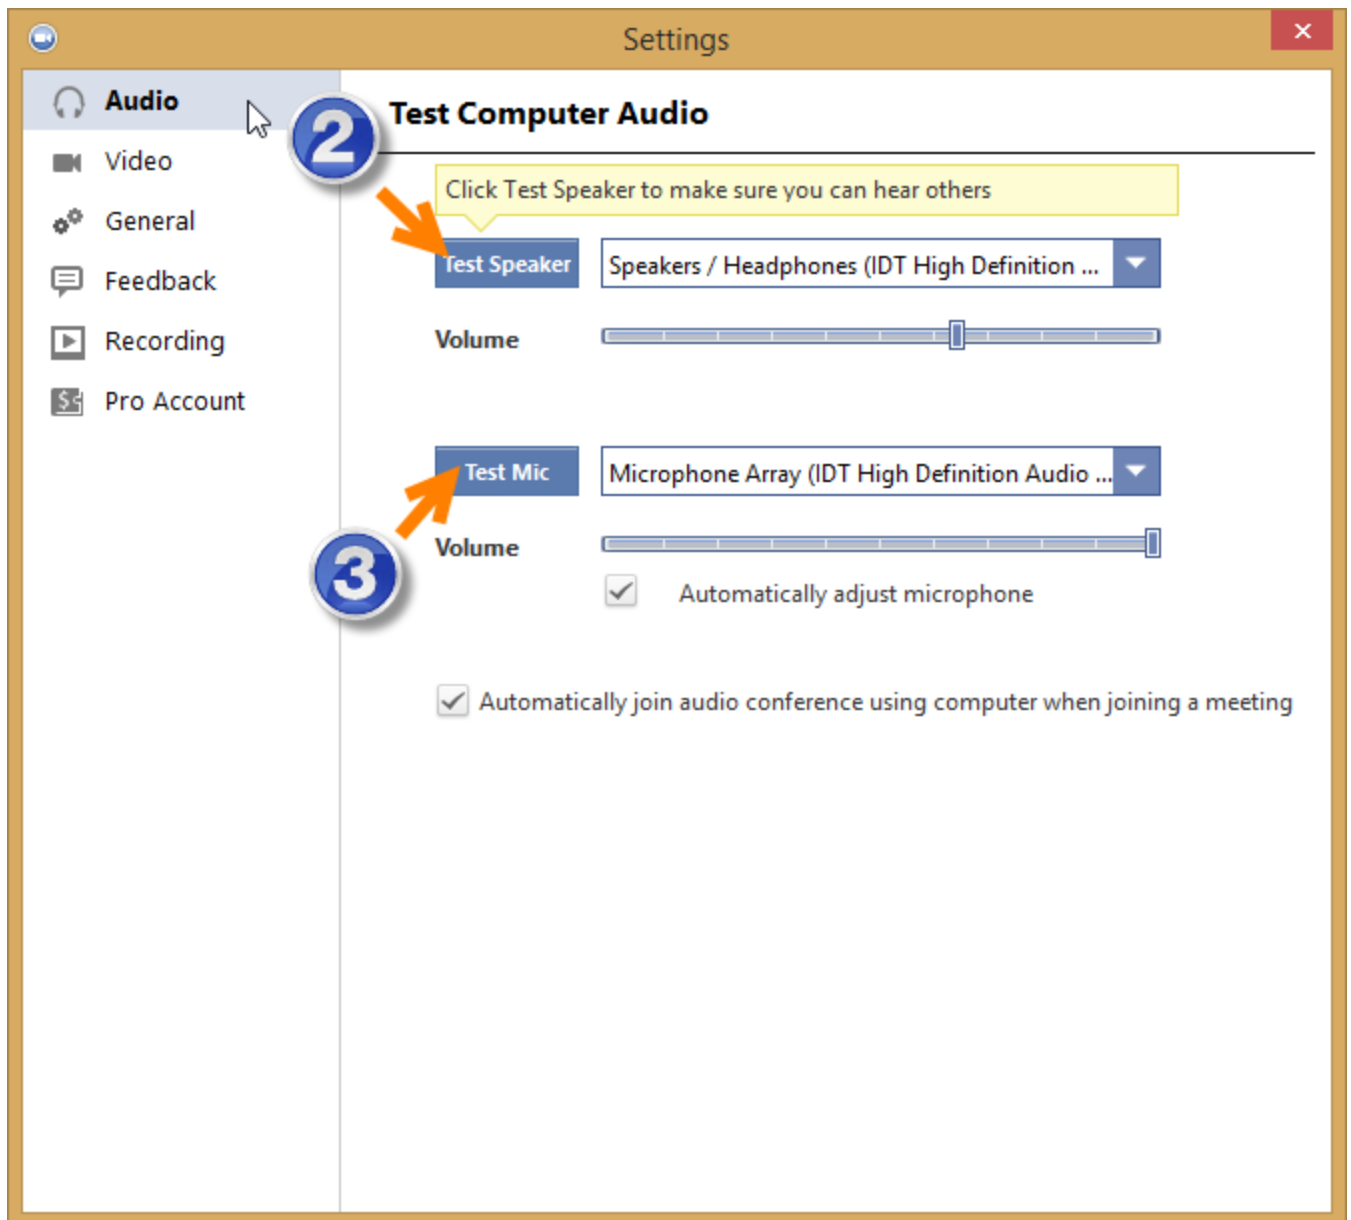 Settings
Audio
Video
General
Feedback
Recording
Pro Account
2
Test Computer Audio
Click Test Speaker to make sure you can hear others
Test Speaker
Speakers / Headphones (IDT High Definition ...
Volume
Test Mic
Microphone Array (IDT High Definition Audio ...
3
Volume
Automatically adjust microphone
Automatically join audio conference using computer when joining a meeting